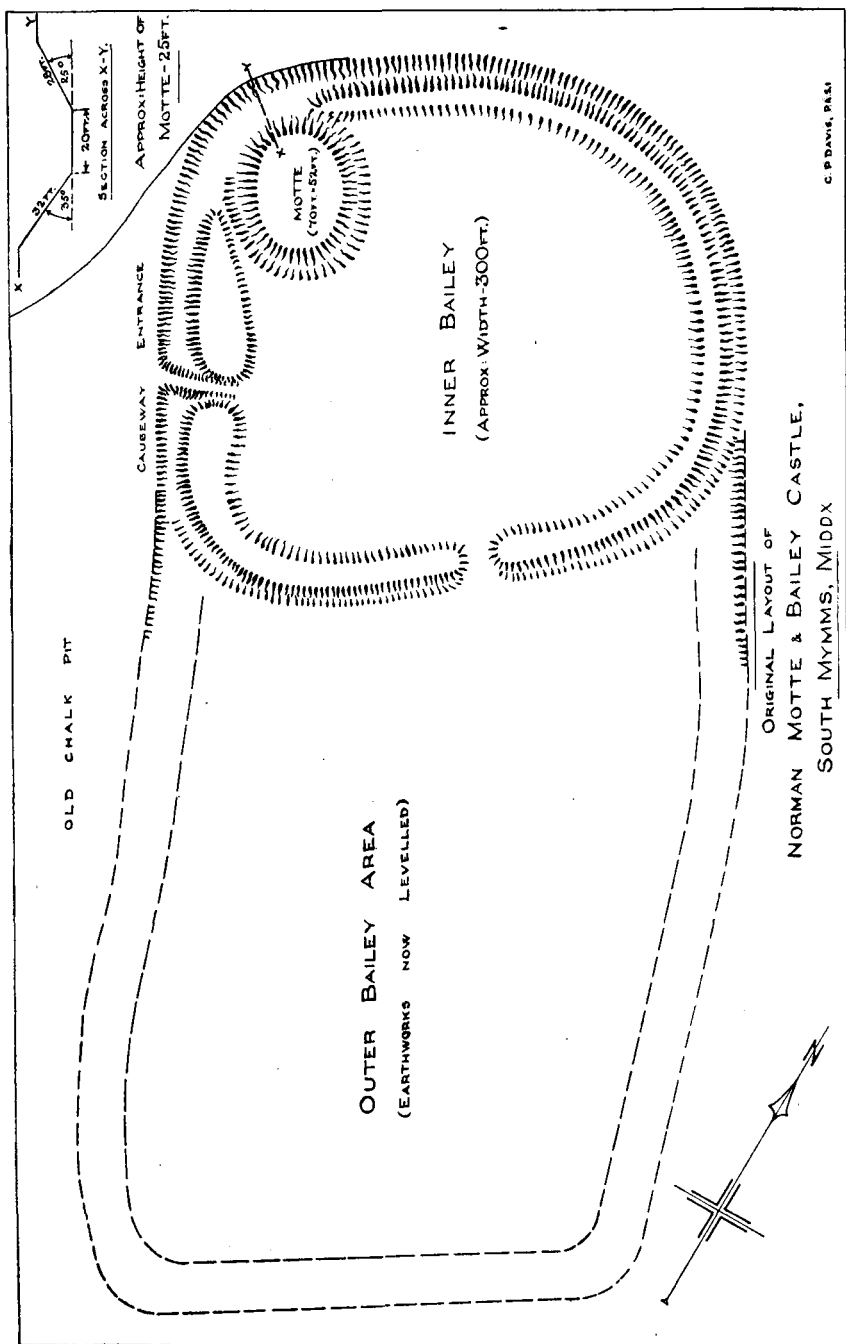 OLD CHALK PIT
CAUSEWAY ENTRANCE
APPROX: HEIGHT OF
MOTTE - 25FT.
X
Y
32FT.
35°
25°
20FT.
SECTION ACROSS X-Y.
X
Y
MOTTE
(70FT.-52FT.)
INNER BAILEY
(APPROX: WIDTH-300FT.)
OUTER BAILEY AREA
(EARTHWORKS NOW LEVELLED)
ORIGINAL LAYOUT OF
NORMAN MOTTE & BAILEY CASTLE,
SOUTH MYMMS, MIDDX
N
C. P. DAVIS,